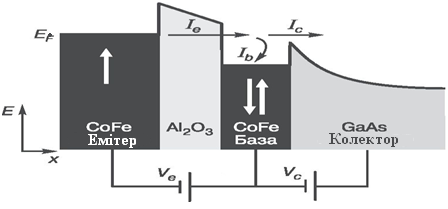 E_F
I_e
I_c
I_b
E
x
CoFe
Емітер
Al₂O₃
CoFe
База
GaAs
Колектор
V_e
V_c